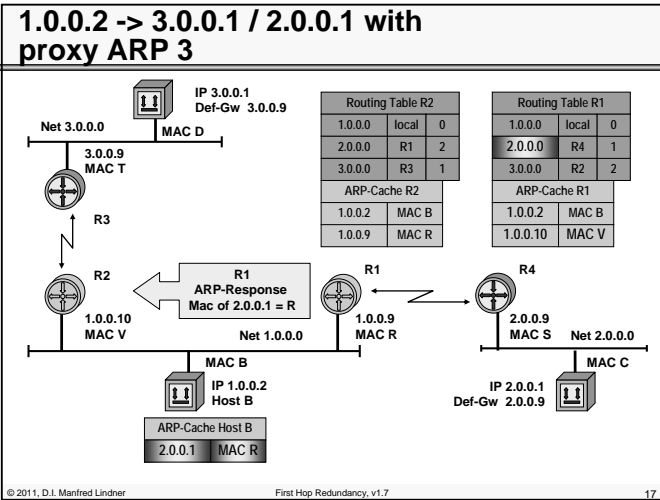 1.0.0.2 -> 3.0.0.1 / 2.0.0.1 with
proxy ARP 3
IP 3.0.0.1
Def-Gw 3.0.0.9
Net 3.0.0.0
MAC D
3.0.0.9
MAC T
R3
Routing Table R2
1.0.0.0 local 0
2.0.0.0 R1 2
3.0.0.0 R3 1
ARP-Cache R2
1.0.0.2 MAC B
1.0.0.9 MAC R
Routing Table R1
1.0.0.0 local 0
2.0.0.0 R4 1
3.0.0.0 R2 2
ARP-Cache R1
1.0.0.2 MAC B
1.0.0.10 MAC V
R2
R1
ARP-Response
Mac of 2.0.0.1 = R
R1
R4
1.0.0.10
MAC V
Net 1.0.0.0
1.0.0.9
MAC R
2.0.0.9
MAC S
Net 2.0.0.0
MAC B
MAC C
IP 1.0.0.2
Host B
IP 2.0.0.1
Def-Gw 2.0.0.9
ARP-Cache Host B
2.0.0.1 MAC R
© 2011, D.I. Manfred Lindner
First Hop Redundancy, v1.7
17